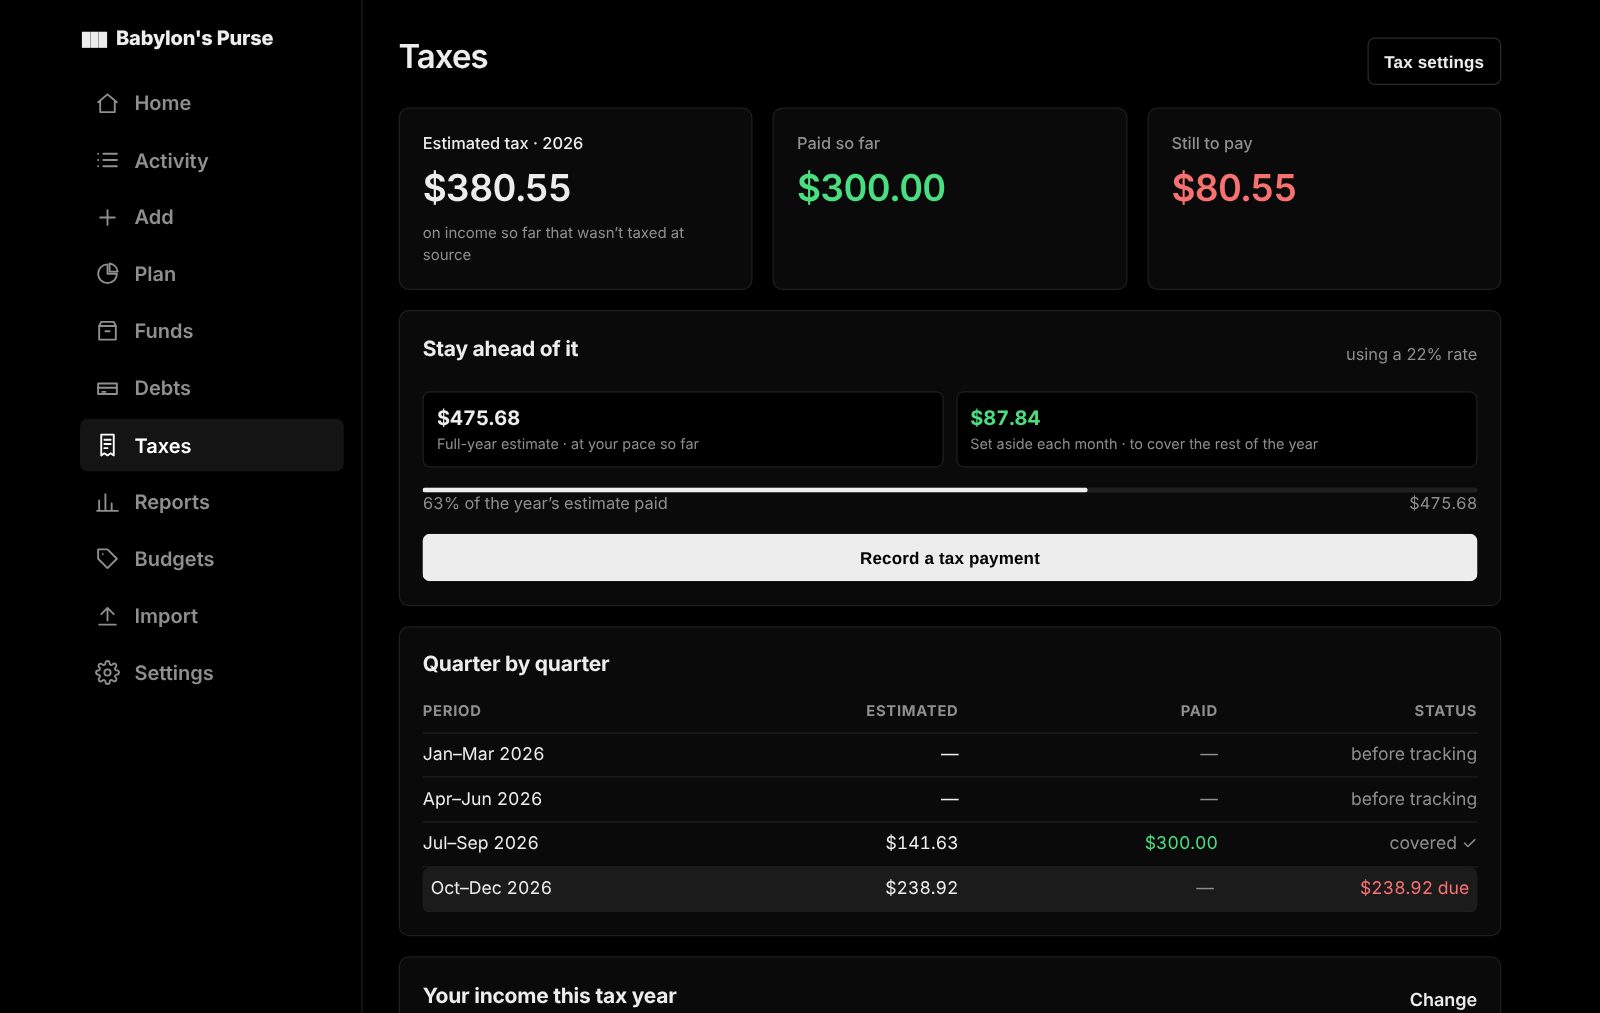 Babylon's Purse
Home
Activity
Add
Plan
Funds
Debts
Taxes
Reports
Budgets
Import
Settings
Taxes
Tax settings
Estimated tax · 2026
$380.55
on income so far that wasn’t taxed at
source
Paid so far
$300.00
Still to pay
$80.55
Stay ahead of it
using a 22% rate
$475.68
Full-year estimate · at your pace so far
$87.84
Set aside each month · to cover the rest of the year
63% of the year’s estimate paid
$475.68
Record a tax payment
Quarter by quarter
PERIOD ESTIMATED PAID STATUS
Jan–Mar 2026 — — before tracking
Apr–Jun 2026 — — before tracking
Jul–Sep 2026 $141.63 $300.00 covered ✓
Oct–Dec 2026 $238.92 — $238.92 due
Your income this tax year
Change